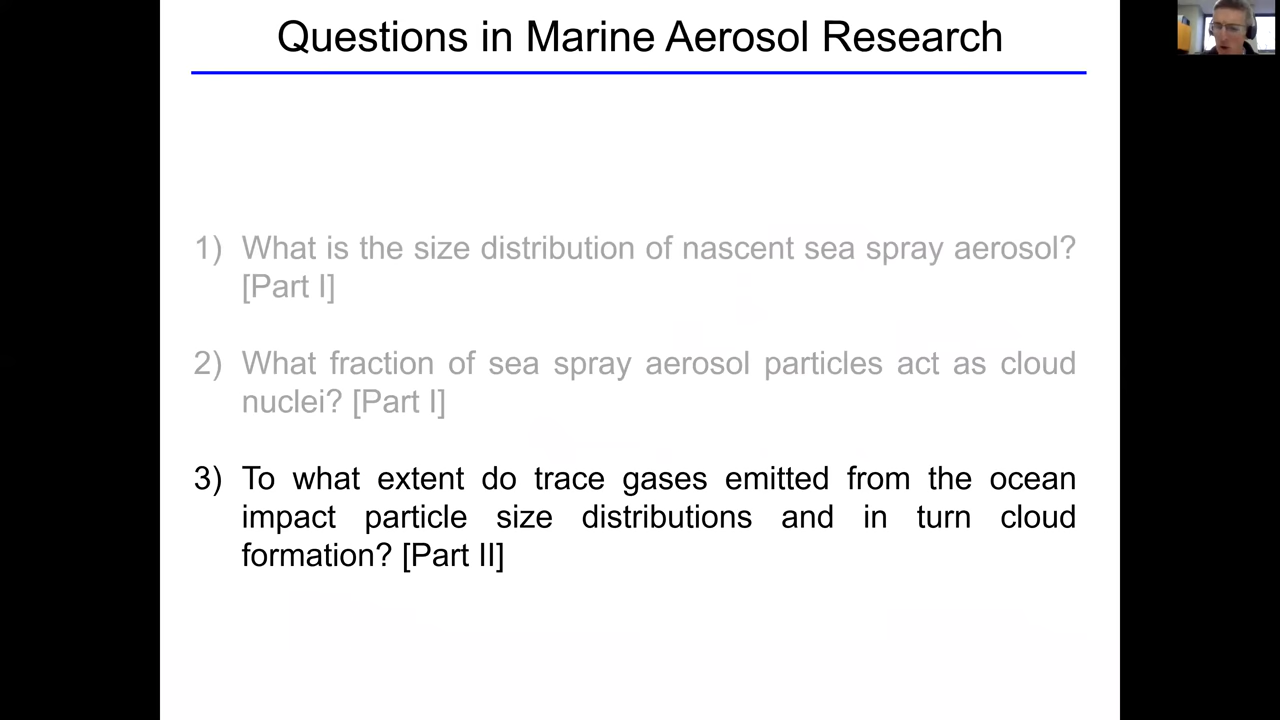 Questions in Marine Aerosol Research
1) What is the size distribution of nascent sea spray aerosol?
[Part I]
2) What fraction of sea spray aerosol particles act as cloud
nuclei? [Part I]
3) To what extent do trace gases emitted from the ocean
impact particle size distributions and in turn cloud
formation? [Part II]